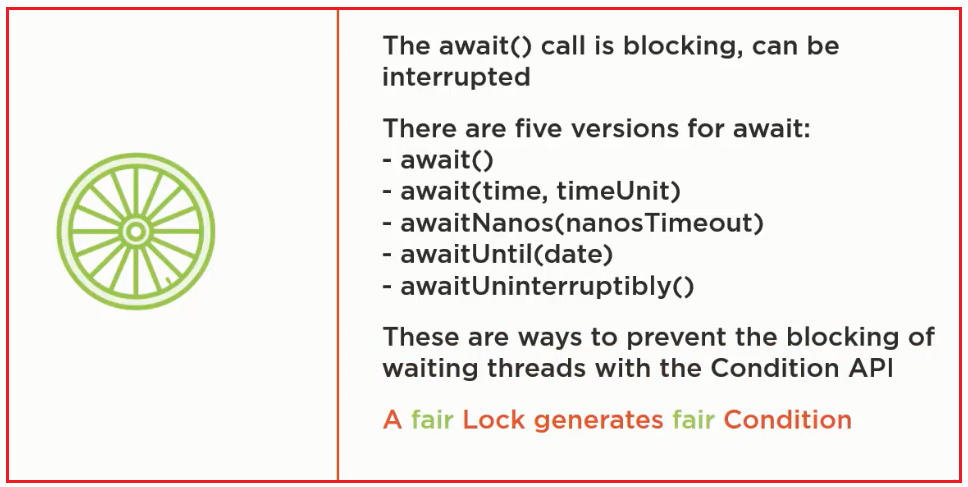 The await() call is blocking, can be
interrupted
There are five versions for await:
- await()
- await(time, timeUnit)
- awaitNanos(nanosTimeout)
- awaitUntil(date)
- awaitUninterruptibly()
These are ways to prevent the blocking of
waiting threads with the Condition API
A fair Lock generates fair Condition